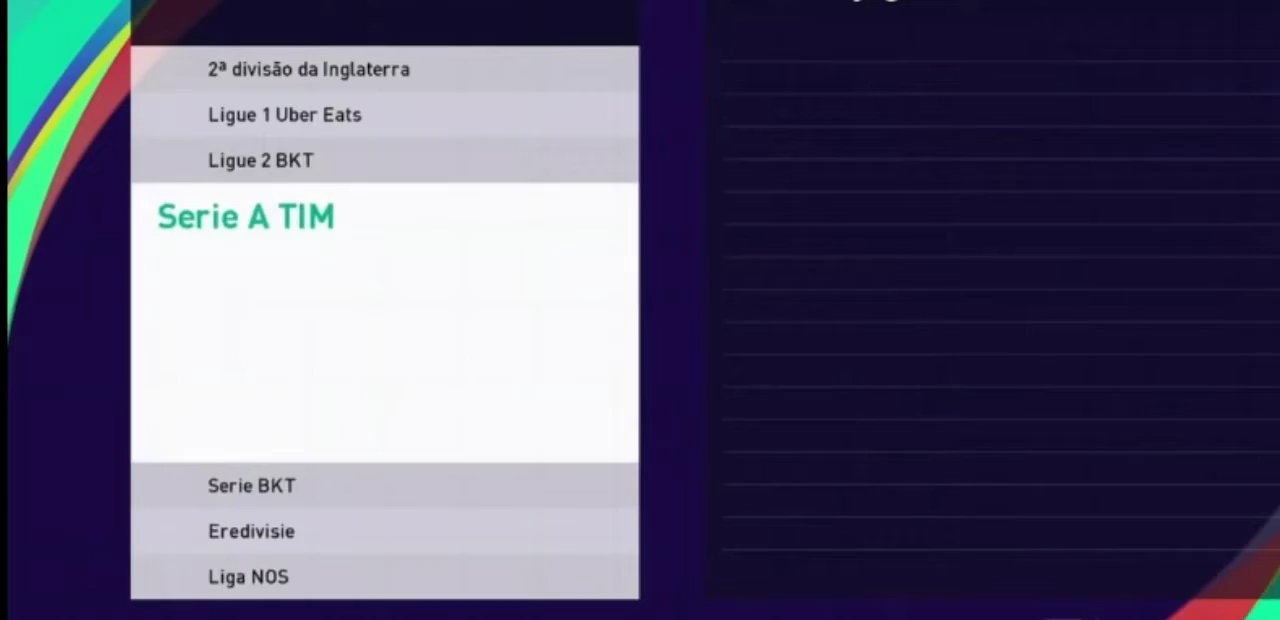 2ª divisão da Inglaterra
Ligue 1 Uber Eats
Ligue 2 BKT
Serie A TIM
Serie BKT
Eredivisie
Liga NOS